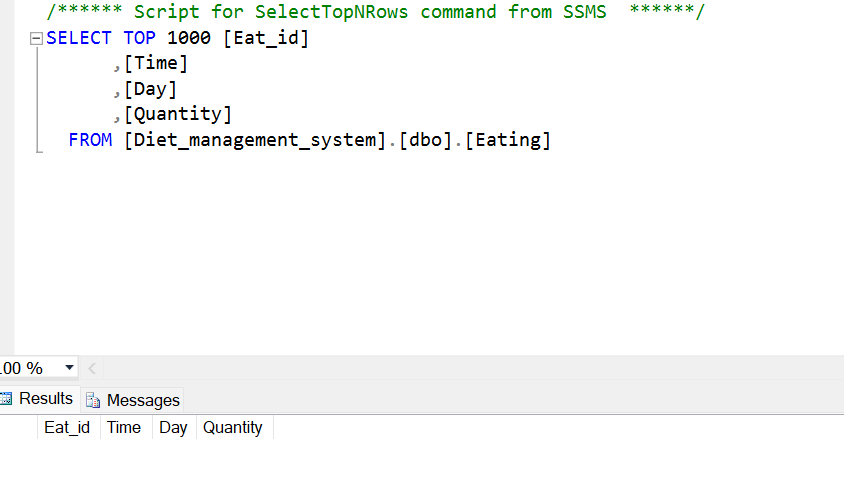 /****** Script for SelectTopNRows command from SSMS  ******/
SELECT TOP 1000 [Eat_id]
      ,[Time]
      ,[Day]
      ,[Quantity]
  FROM [Diet_management_system].[dbo].[Eating]
.00 %
Results Messages
Eat_id Time Day Quantity